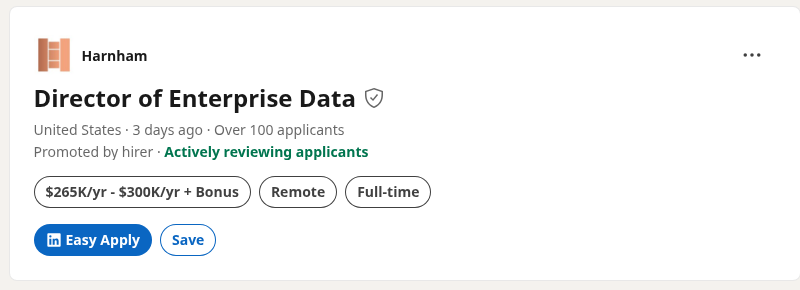 Harnham
Director of Enterprise Data
United States · 3 days ago · Over 100 applicants
Promoted by hirer · Actively reviewing applicants
$265K/yr - $300K/yr + Bonus
Remote
Full-time
in Easy Apply
Save